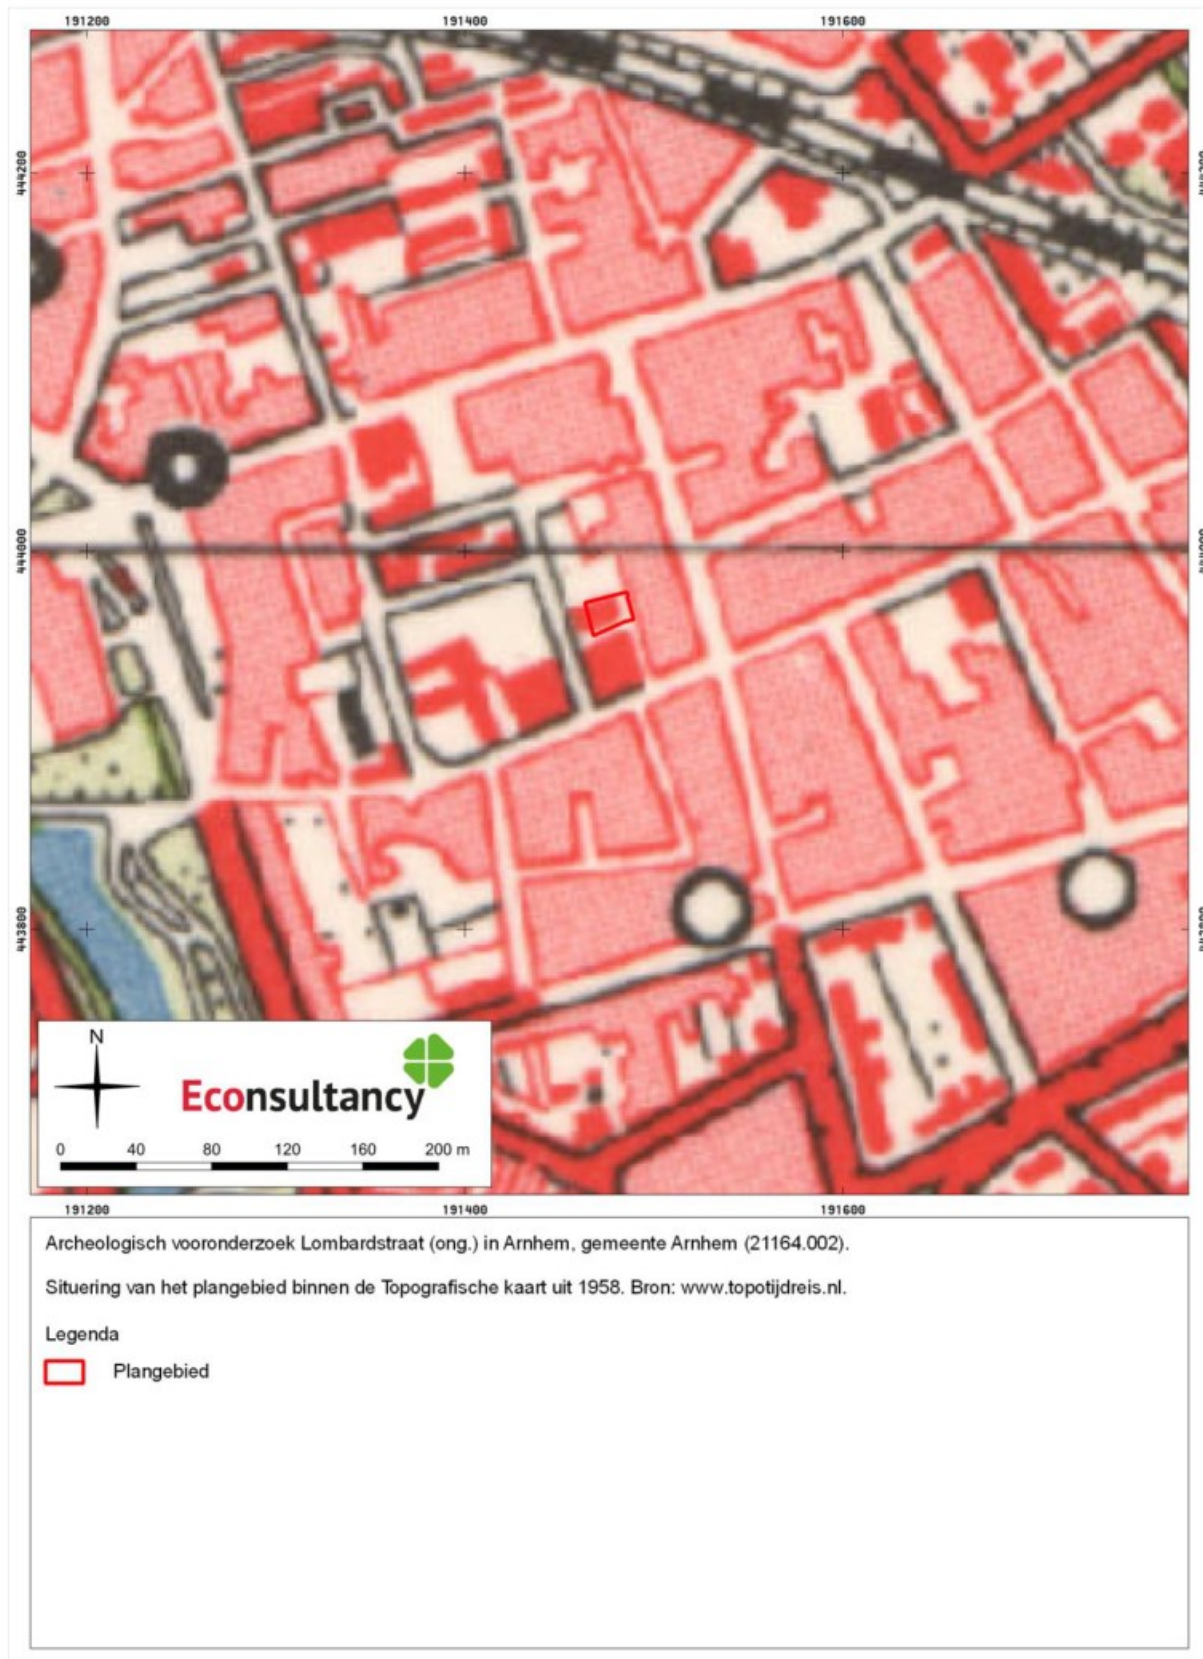 191200 191400 191600
444200
444000
443800
N
Econsultancy
0 40 80 120 160 200 m
191200 191400 191600
Archeologisch vooronderzoek Lombardstraat (ong.) in Arnhem, gemeente Arnhem (21164.002).
Situering van het plangebied binnen de Topografische kaart uit 1958. Bron: www.topotijdreis.nl.
Legenda
Plangebied